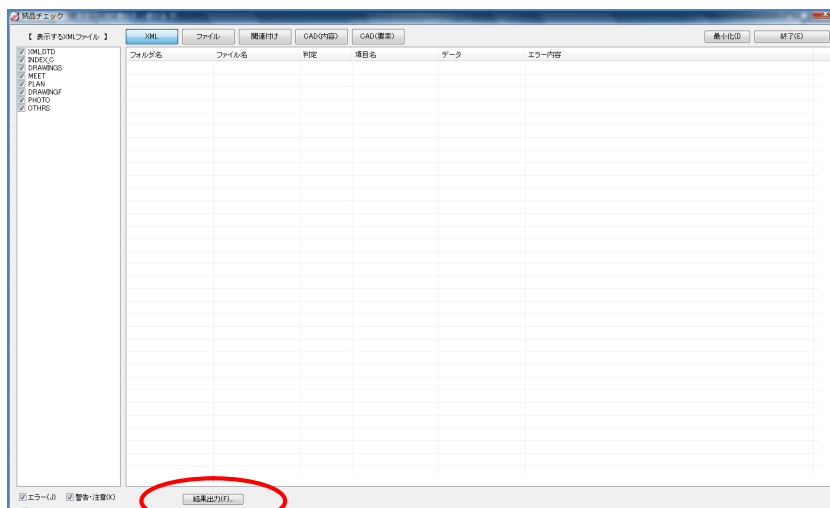 納品チェック
【 表示するXMLファイル 】
XML ファイル 関連付け CAD(内容) CAD(要素) 最小化(I) 終了(E)
フォルダ名 ファイル名 判定 項目名 データ エラー内容
XMLDTD
INDEX_C
DRAWINGS
MEET
PLAN
DRAWINGF
PHOTO
OTHRS
エラー(J) 警告・注意(K) 結果出力(F)...